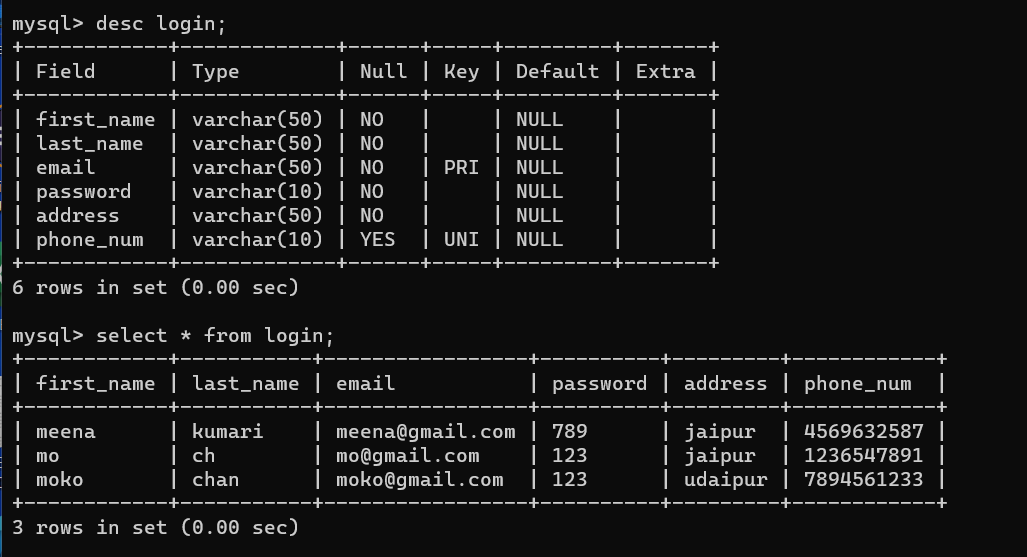 mysql> desc login;
+------------+-------------+------+-----+---------+-------+
| Field      | Type        | Null | Key | Default | Extra |
+------------+-------------+------+-----+---------+-------+
| first_name | varchar(50) | NO   |     | NULL    |       |
| last_name  | varchar(50) | NO   |     | NULL    |       |
| email      | varchar(50) | NO   | PRI | NULL    |       |
| password   | varchar(10) | NO   |     | NULL    |       |
| address    | varchar(50) | NO   |     | NULL    |       |
| phone_num  | varchar(10) | YES  | UNI | NULL    |       |
+------------+-------------+------+-----+---------+-------+
6 rows in set (0.00 sec)
mysql> select * from login;
+------------+-----------+-----------------+----------+---------+------------+
| first_name | last_name | email           | password | address | phone_num  |
+------------+-----------+-----------------+----------+---------+------------+
| meena      | kumari    | meena@gmail.com | 789      | jaipur  | 4569632587 |
| mo         | ch        | mo@gmail.com    | 123      | jaipur  | 1236547891 |
| moko       | chan      | moko@gmail.com  | 123      | udaipur | 7894561233 |
+------------+-----------+-----------------+----------+---------+------------+
3 rows in set (0.00 sec)